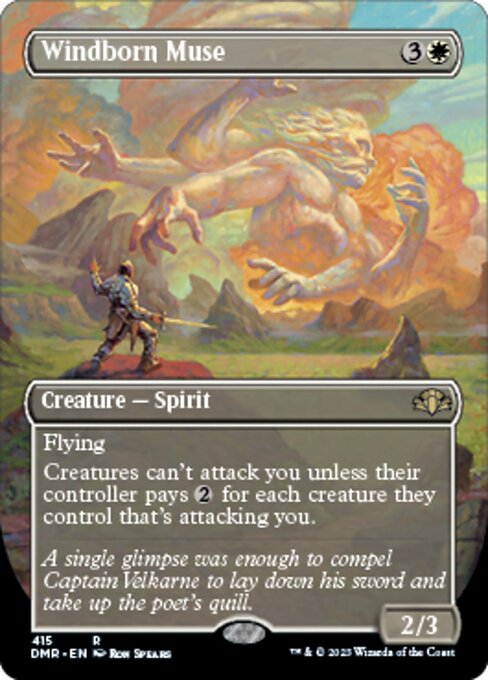 Windborn Muse 3
Creature — Spirit
Flying
Creatures can't attack you unless their
controller pays 2 for each creature they
control that's attacking you.
A single glimpse was enough to compel
Captain Velkarne to lay down his sword and
take up the poet's quill.
2/3
415 R
DMR • EN Ron Spears
™ & © 2023 Wizards of the Coast